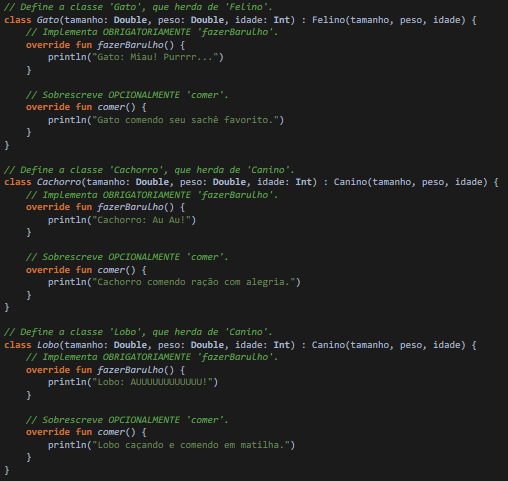 // Define a classe 'Gato', que herda de 'Felino'.
class Gato(tamanho: Double, peso: Double, idade: Int) : Felino(tamanho, peso, idade) {
    // Implementa OBRIGATORIAMENTE 'fazerBarulho'.
    override fun fazerBarulho() {
        println("Gato: Miau! Purrrr...")
    }

    // Sobrescreve OPCIONALMENTE 'comer'.
    override fun comer() {
        println("Gato comendo seu sachê favorito.")
    }
}

// Define a classe 'Cachorro', que herda de 'Canino'.
class Cachorro(tamanho: Double, peso: Double, idade: Int) : Canino(tamanho, peso, idade) {
    // Implementa OBRIGATORIAMENTE 'fazerBarulho'.
    override fun fazerBarulho() {
        println("Cachorro: Au Au!")
    }

    // Sobrescreve OPCIONALMENTE 'comer'.
    override fun comer() {
        println("Cachorro comendo ração com alegria.")
    }
}

// Define a classe 'Lobo', que herda de 'Canino'.
class Lobo(tamanho: Double, peso: Double, idade: Int) : Canino(tamanho, peso, idade) {
    // Implementa OBRIGATORIAMENTE 'fazerBarulho'.
    override fun fazerBarulho() {
        println("Lobo: AUUUUUUUUUUUU!")
    }

    // Sobrescreve OPCIONALMENTE 'comer'.
    override fun comer() {
        println("Lobo caçando e comendo em matilha.")
    }
}